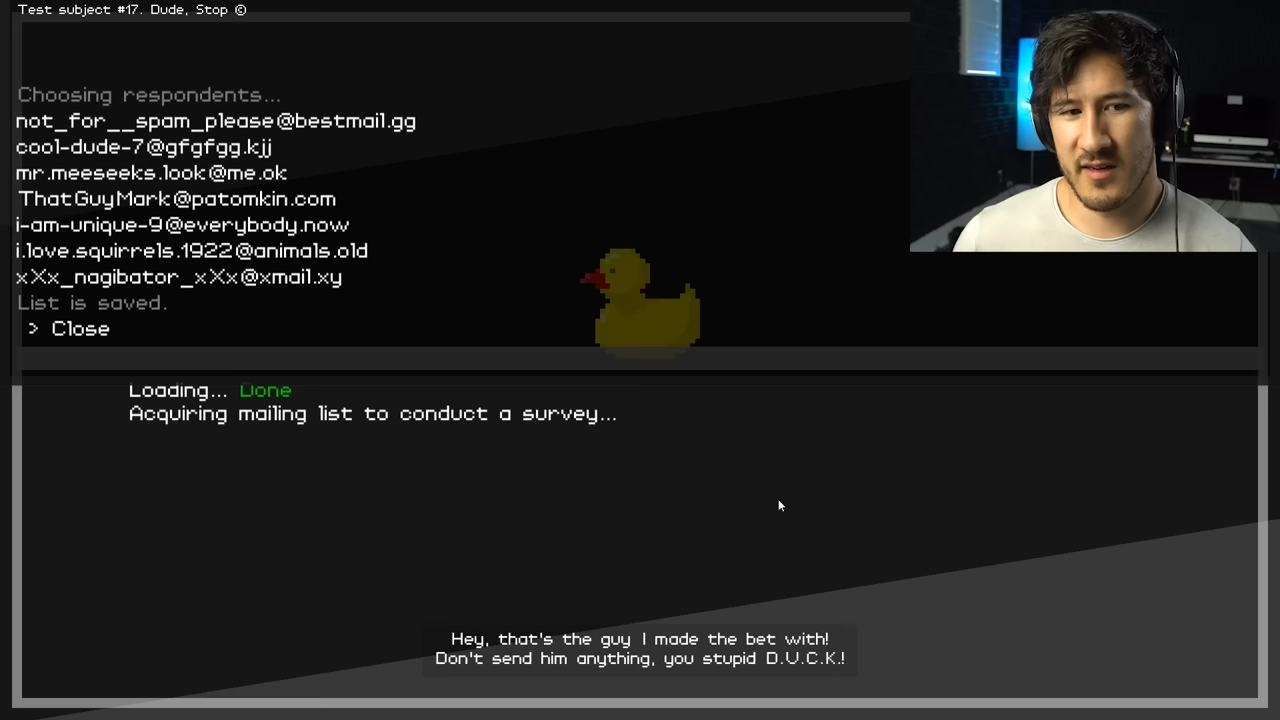 Test subject #17. Dude, Stop ©
Choosing respondents...
not_for__spam_please@bestmail.gg
cool-dude-7@gfgfgg.kjj
mr.meeseeks.look@me.ok
ThatGuyMark@patomkin.com
i-am-unique-9@everybody.now
i.love.squirrels.1922@animals.old
xXx_nagibator_xXx@xmail.xy
List is saved.
> Close
Loading... Done
Acquiring mailing list to conduct a survey...
Hey, that's the guy I made the bet with!
Don't send him anything, you stupid D.U.C.K.!